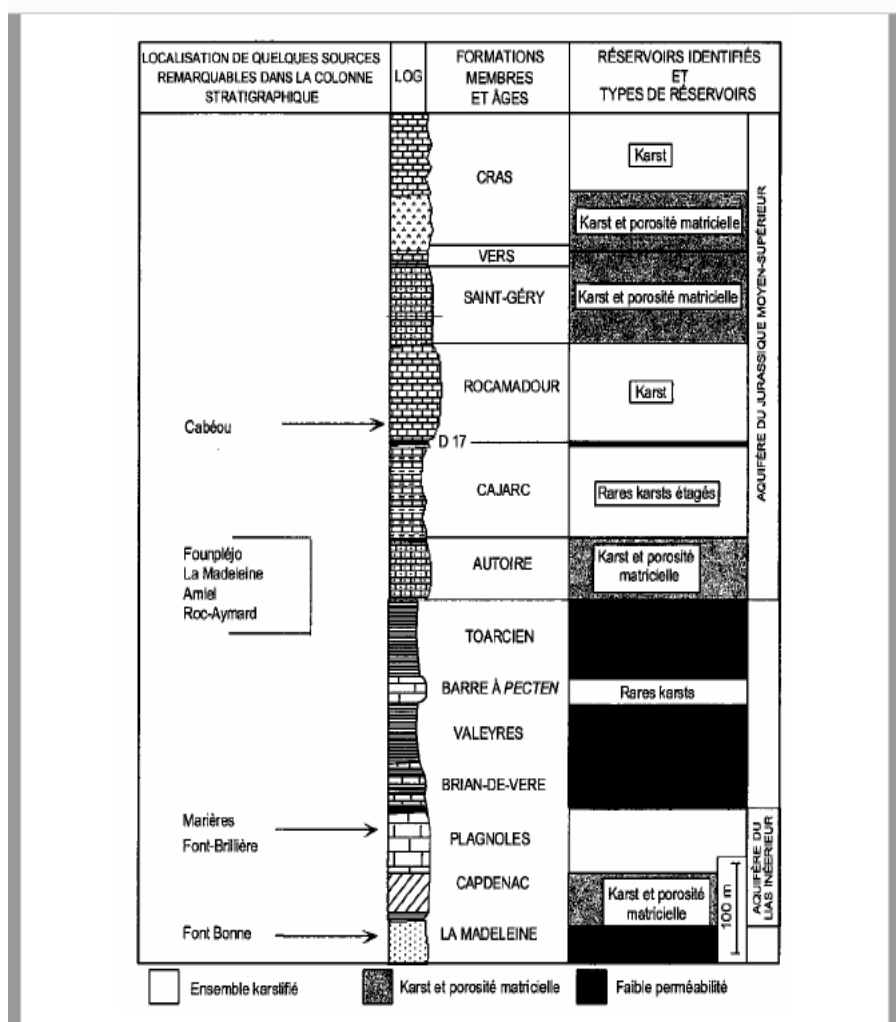 LOCALISATION DE QUELQUES SOURCES
REMARQUABLES DANS LA COLONNE
STRATIGRAPHIQUE
LOG
FORMATIONS
MEMBRES
ET ÂGES
RÉSERVOIRS IDENTIFIÉS
ET
TYPES DE RÉSERVOIRS
CRAS
Karst
Karst et porosité matricielle
VERS
SAINT-GÉRY
Karst et porosité matricielle
ROCAMADOUR
Karst
Cabéou
D 17
CAJARC
Rares karsts étagés
Founpléjo
La Madeleine
Amiel
Roc-Aymard
AUTOIRE
Karst et porosité
matricielle
AQUIFÈRE DU JURASSIQUE MOYEN-SUPÉRIEUR
TOARCIEN
BARRE À PECTEN
Rares karsts
VALEYRES
BRIAN-DE-VERE
Marières
Font-Brillière
PLAGNOLES
CAPDENAC
Karst et porosité
matricielle
100 m
AQUIFÈRE DU
LIAS INÉERIEUR
Font Bonne
LA MADELEINE
Ensemble karstifié
Karst et porosité matricielle
Faible perméabilité